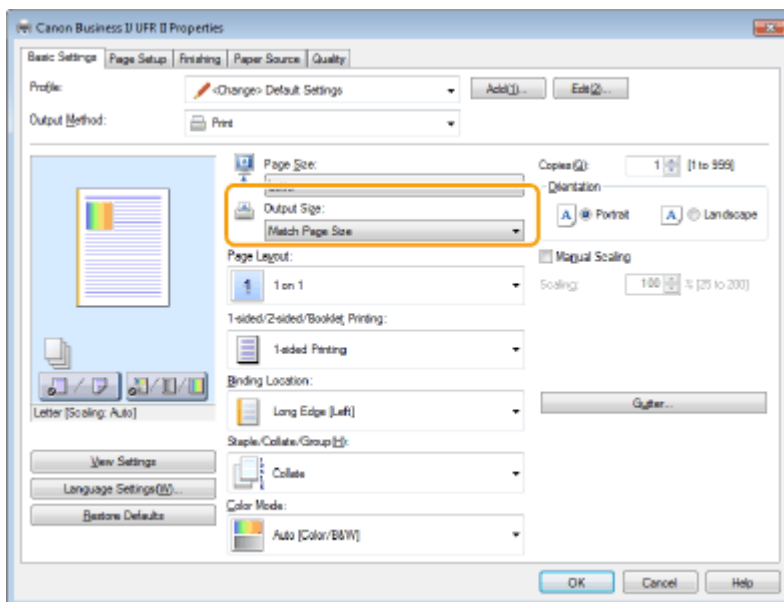 Canon Business IJ UFR II Properties
Basic Settings Page Setup Finishing Paper Source Quality
Profile: <Change> Default Settings Add(1)... Edit(2)...
Output Method: Print
Page Size: Copies(Q): 1 [1 to 999]
Orientation
Output Size: A Portrait A Landscape
Match Page Size
Page Layout: Manual Scaling
1 1 on 1 Scaling: 100 % [25 to 200]
1-sided/2-sided/Booklet Printing:
1-sided Printing
Binding Location:
Long Edge [Left] Gutter...
Letter [Scaling: Auto]
Staple/Collate/Group(H):
View Settings Collate
Language Settings(W)...
Color Mode:
Restore Defaults Auto [Color/B&W]
OK Cancel Help